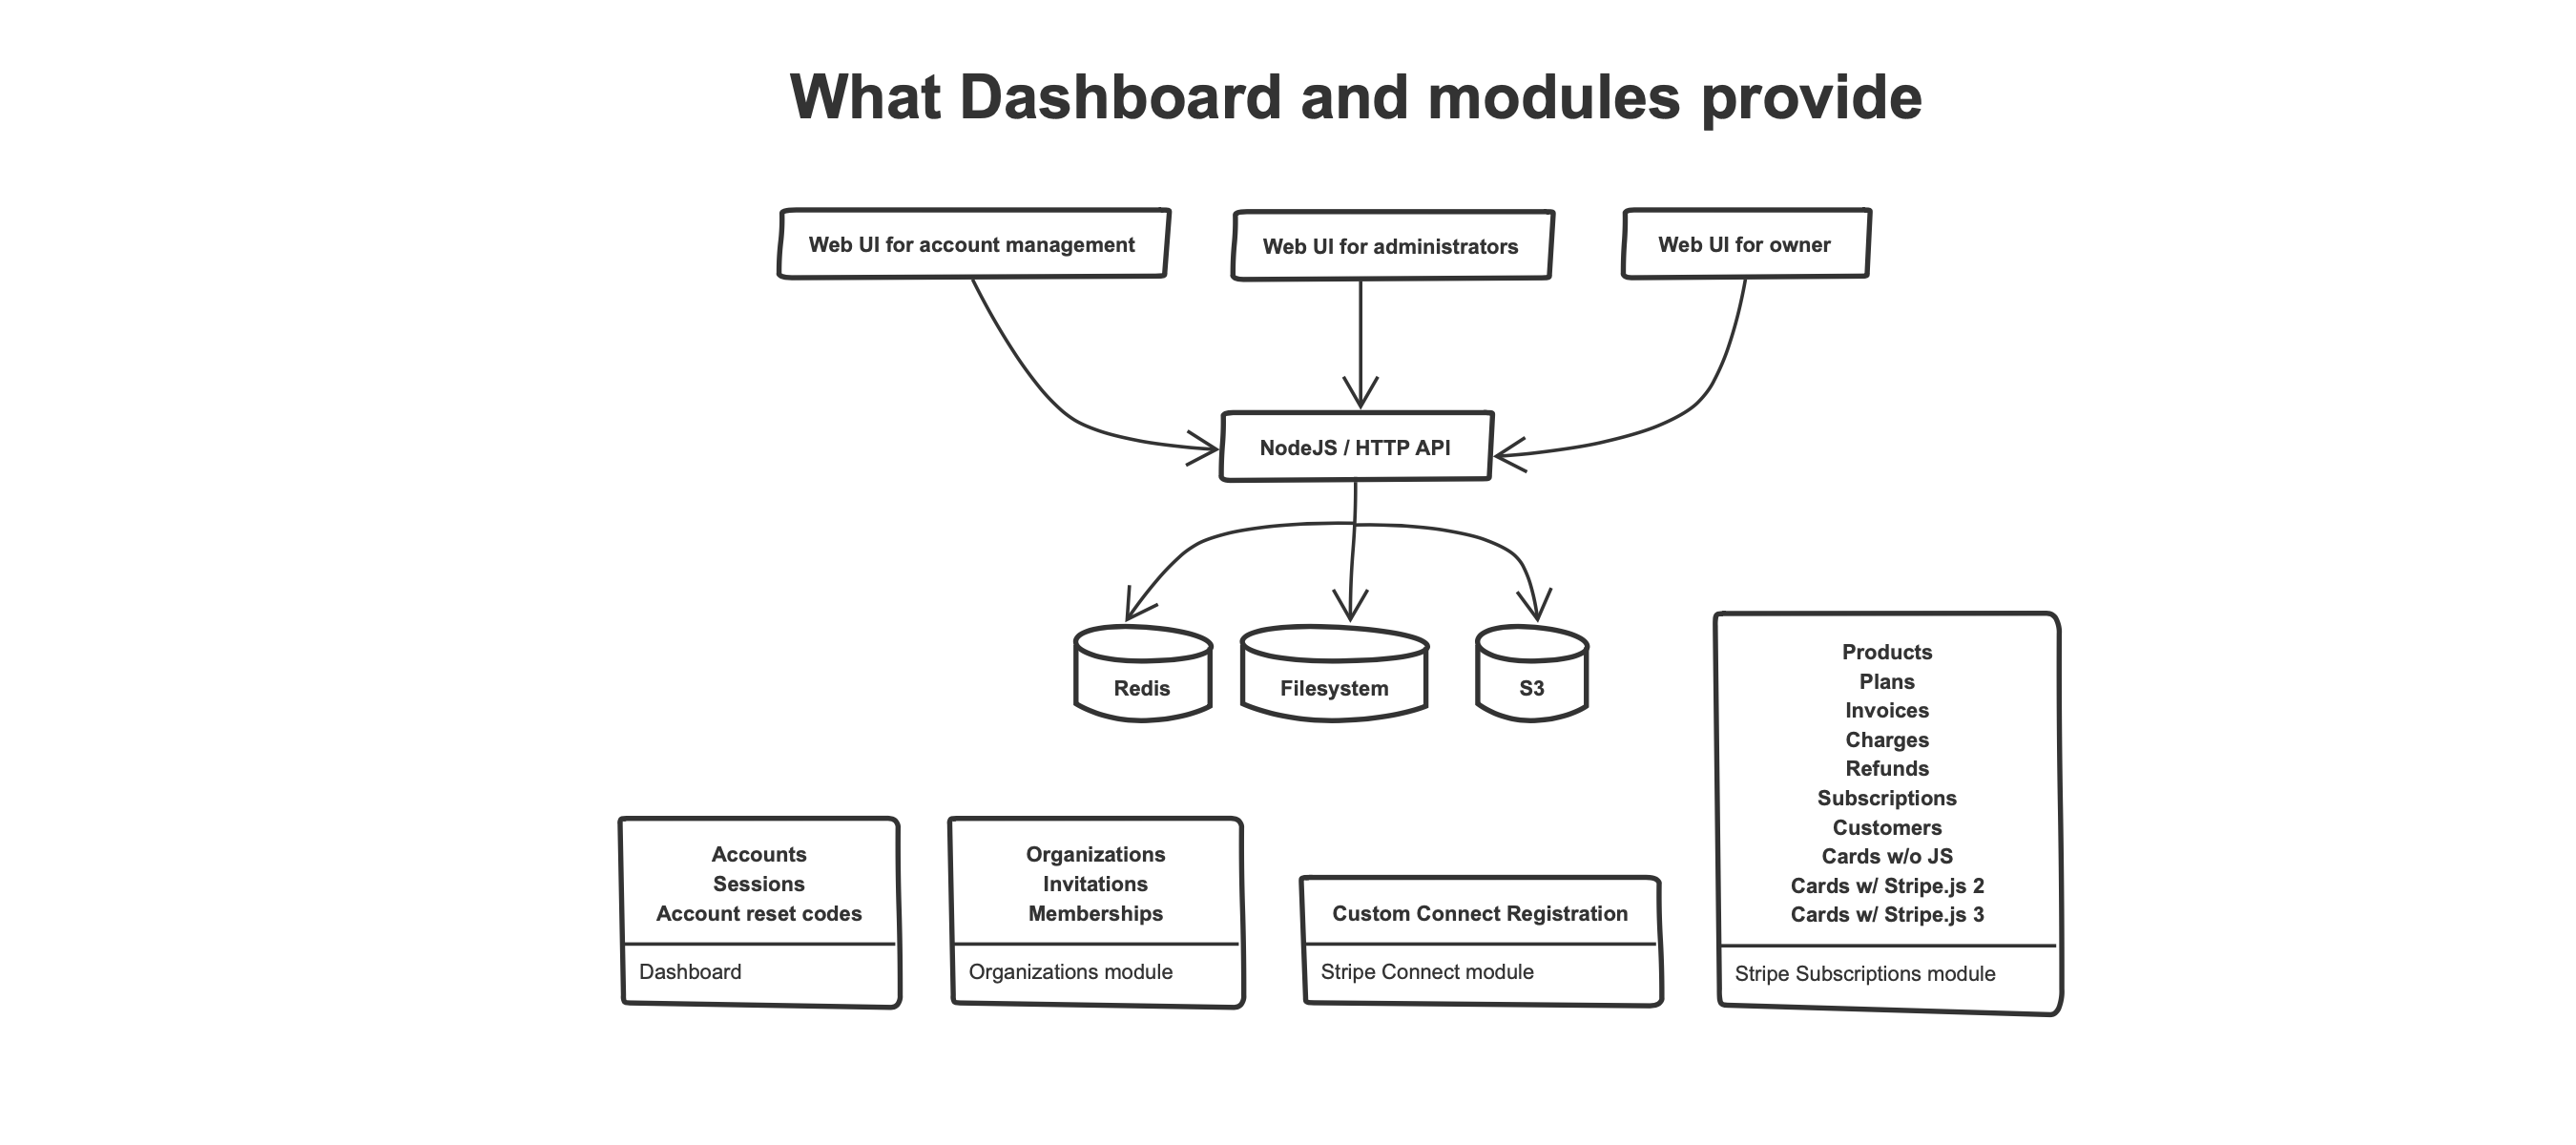 What Dashboard and modules provide
Web UI for account management
Web UI for administrators
Web UI for owner
NodeJS / HTTP API
Redis
Filesystem
S3
Accounts
Sessions
Account reset codes
Dashboard
Organizations
Invitations
Memberships
Organizations module
Custom Connect Registration
Stripe Connect module
Products
Plans
Invoices
Charges
Refunds
Subscriptions
Customers
Cards w/o JS
Cards w/ Stripe.js 2
Cards w/ Stripe.js 3
Stripe Subscriptions module